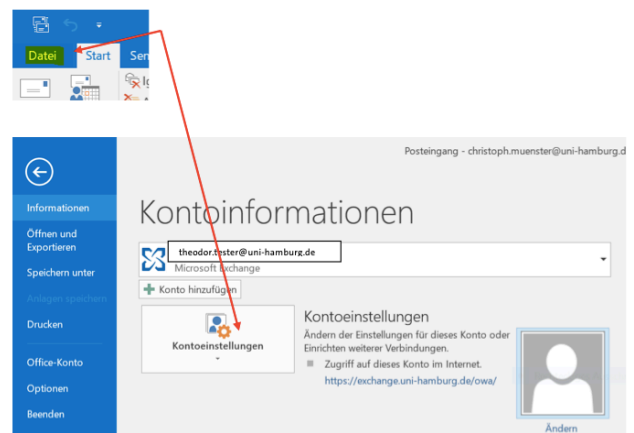 Datei Start Sen
Posteingang - christoph.muenster@uni-hamburg.d
Informationen
Öffnen und
Exportieren
Speichern unter
Anlagen speichern
Drucken
Office-Konto
Optionen
Beenden
Kontoinformationen
theodor.tester@uni-hamburg.de
Microsoft Exchange
Konto hinzufügen
Kontoeinstellungen
Kontoeinstellungen
Ändern der Einstellungen für dieses Konto oder
Einrichten weiterer Verbindungen.
Zugriff auf dieses Konto im Internet.
https://exchange.uni-hamburg.de/owa/
Ändern